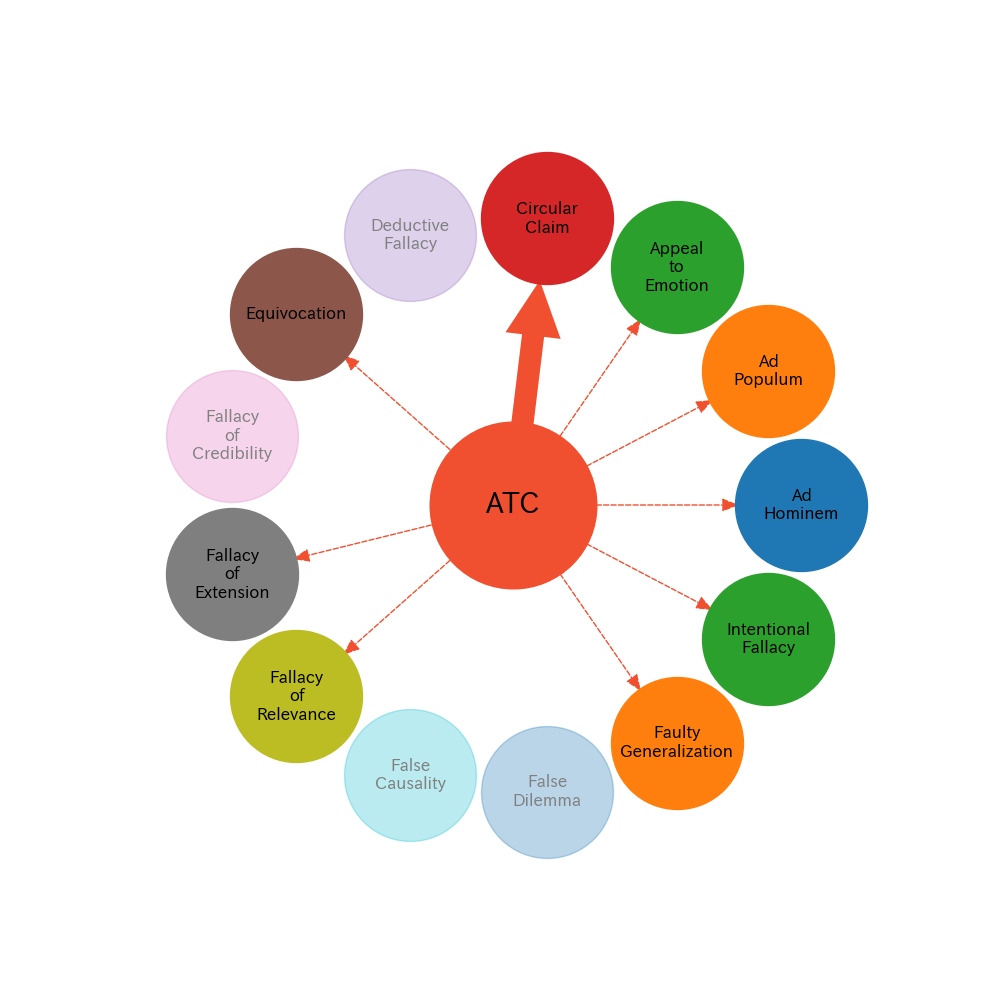 Circular
Claim
Deductive
Fallacy
Appeal
to
Emotion
Equivocation
Ad
Populum
Fallacy
of
Credibility
ATC
Ad
Hominem
Fallacy
of
Extension
Intentional
Fallacy
Fallacy
of
Relevance
Faulty
Generalization
False
Causality
False
Dilemma